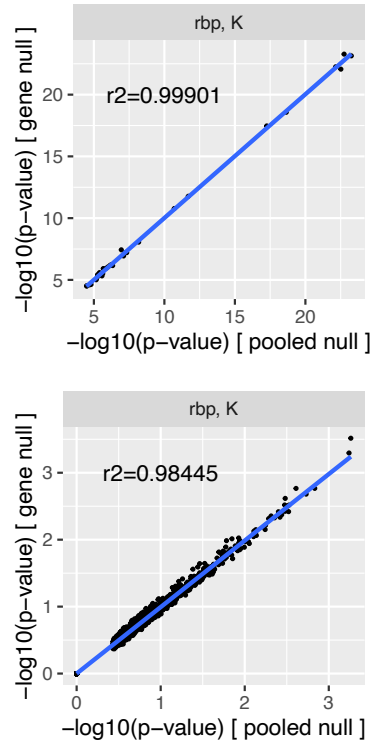 rbp, K
r2=0.99901
20
15
10
5
−log10(p−value) [ gene null ]
5 10 15 20
−log10(p−value) [ pooled null ]
rbp, K
r2=0.98445
3
2
1
0
−log10(p−value) [ gene null ]
0 1 2 3
−log10(p−value) [ pooled null ]